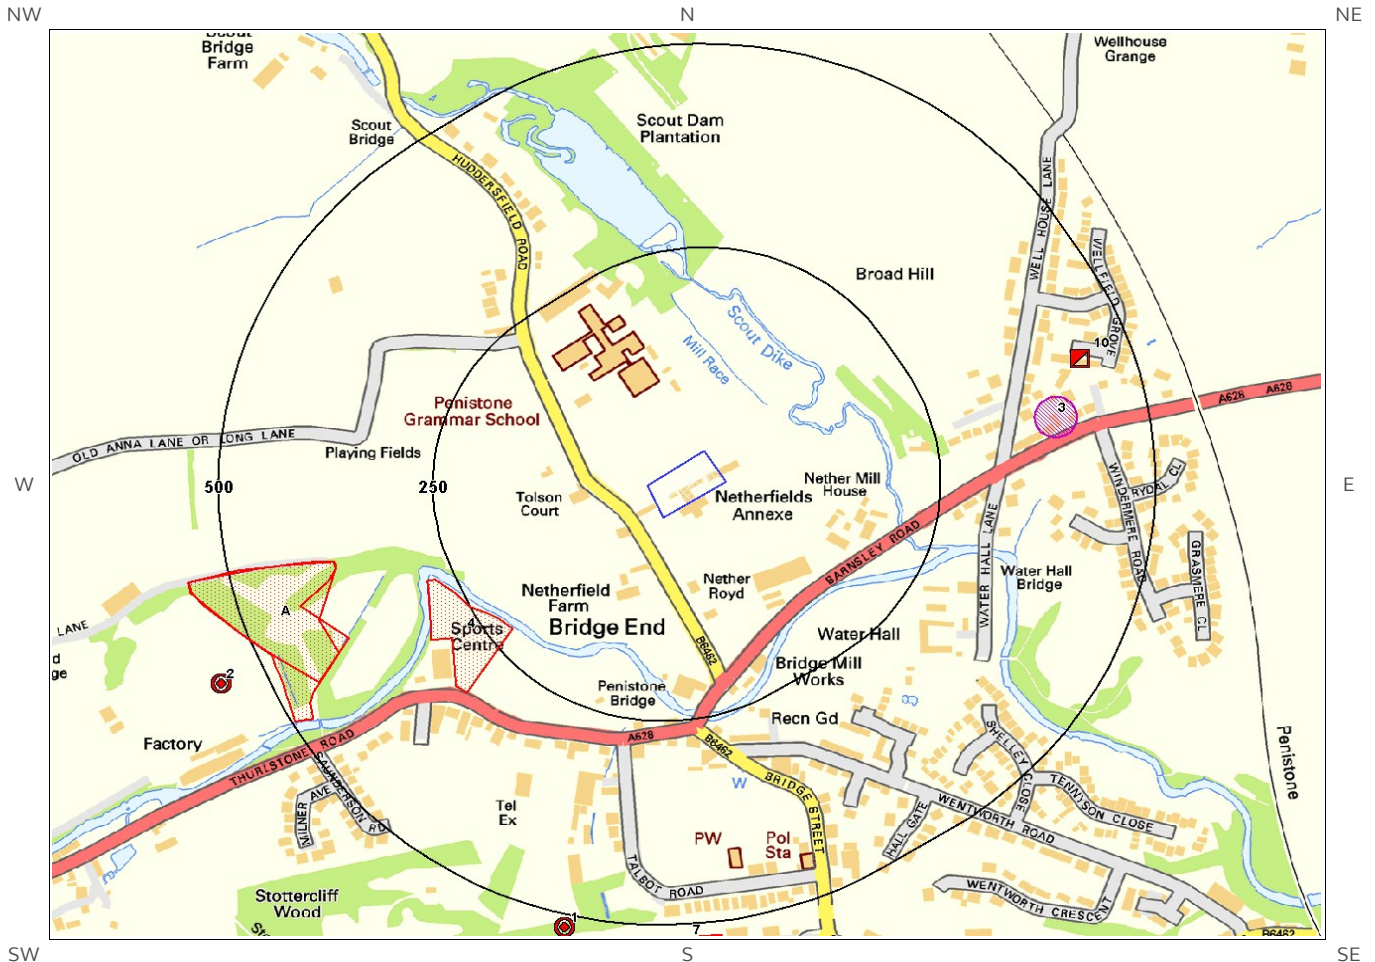 NW
N
NE
Scout
Bridge
Farm
Wellhouse
Grange
Scout
Bridge
Scout Dam
Plantation
HUDDERSFIELD ROAD
WELL HOUSE LANE
WELLFIELD GROVE
Broad Hill
Scout Dike
Mill Race
10
3
A628
A628
Penistone
Grammar School
OLD ANNA LANE OR LONG LANE
Playing Fields
W
500
250
E
Tolson
Court
Netherfields
Annexe
Nether Mill
House
BARNSLEY ROAD
WATER HALL LANE
WINDERMERE ROAD
RYDAL CL
GRASMERE CL
Water Hall
Bridge
Nether
Royd
Netherfield
Farm
Bridge End
A
4
Sports
Centre
LANE
d
ge
2
B6462
Water Hall
Bridge Mill
Works
Penistone
Bridge
Recn Gd
Factory
THURLSTONE ROAD
A628
B6462
BRIDGE STREET
SAUNDERSON RD
MILNER AVE
Tel
Ex
W
PW
Pol
Sta
TALBOT ROAD
HALL GATE
WENTWORTH ROAD
SHELLEY CLOSE
TENNYSON CLOSE
WENTWORTH CRESCENT
Penistone
Stottercliff
Wood
Sto
1
7
B6462
SW
S
SE